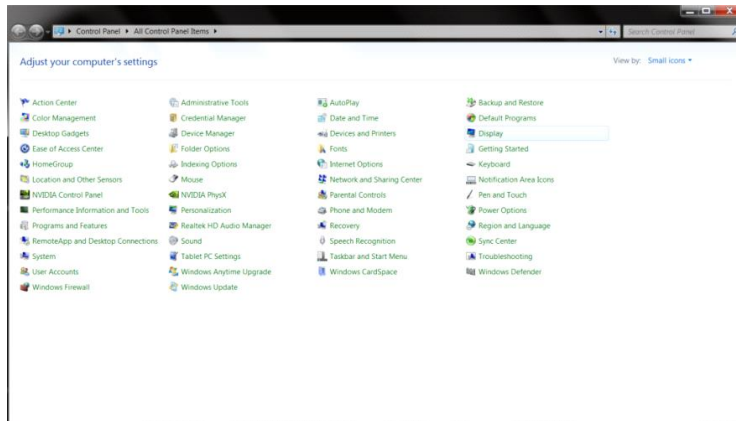 Control Panel ▸ All Control Panel Items ▸ Search Control Panel
Adjust your computer's settings View by: Small icons
Action Center Administrative Tools AutoPlay Backup and Restore
Color Management Credential Manager Date and Time Default Programs
Desktop Gadgets Device Manager Devices and Printers Display
Ease of Access Center Folder Options Fonts Getting Started
HomeGroup Indexing Options Internet Options Keyboard
Location and Other Sensors Mouse Network and Sharing Center Notification Area Icons
NVIDIA Control Panel NVIDIA PhysX Parental Controls Pen and Touch
Performance Information and Tools Personalization Phone and Modem Power Options
Programs and Features Realtek HD Audio Manager Recovery Region and Language
RemoteApp and Desktop Connections Sound Speech Recognition Sync Center
System Tablet PC Settings Taskbar and Start Menu Troubleshooting
User Accounts Windows Anytime Upgrade Windows CardSpace Windows Defender
Windows Firewall Windows Update